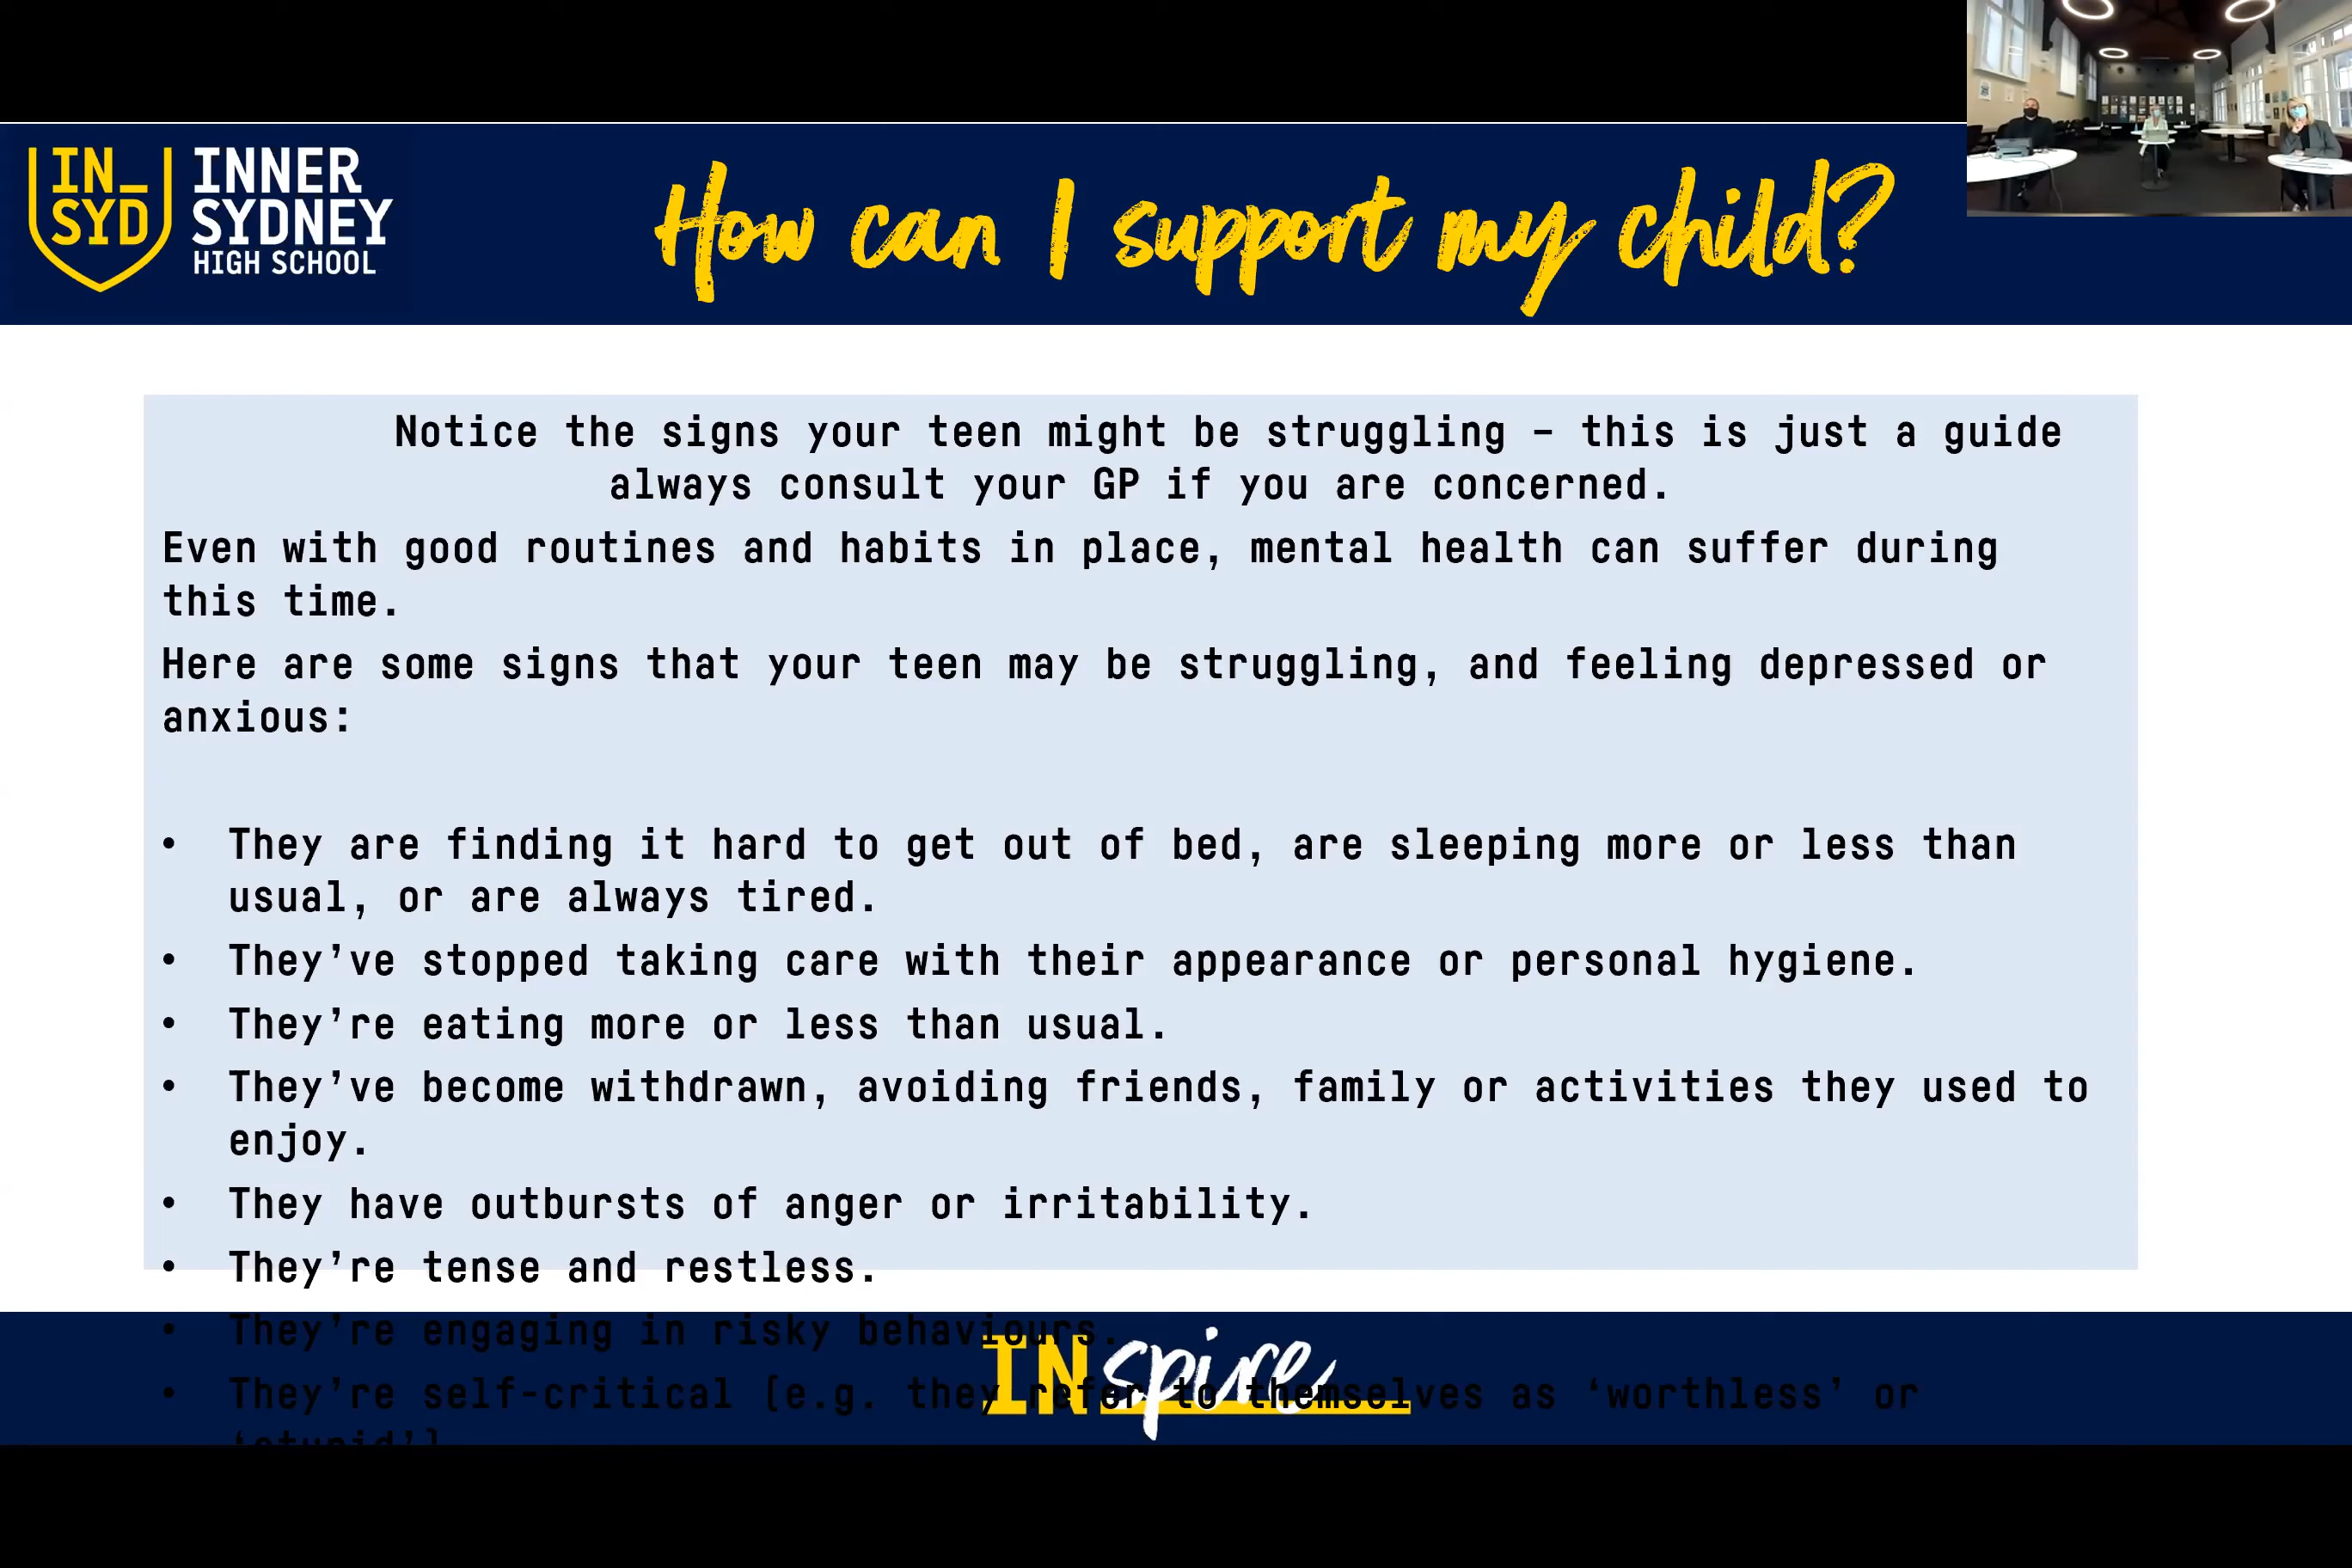 IN_
SYD
INNER
SYDNEY
HIGH SCHOOL
How can I support my child?
Notice the signs your teen might be struggling – this is just a guide
always consult your GP if you are concerned.
Even with good routines and habits in place, mental health can suffer during
this time.
Here are some signs that your teen may be struggling, and feeling depressed or
anxious:
• They are finding it hard to get out of bed, are sleeping more or less than
usual, or are always tired.
• They’ve stopped taking care with their appearance or personal hygiene.
• They’re eating more or less than usual.
• They’ve become withdrawn, avoiding friends, family or activities they used to
enjoy.
• They have outbursts of anger or irritability.
• They’re tense and restless.
• They’re engaging in risky behaviours.
• They’re self-critical (e.g. they refer to themselves as ‘worthless’ or
‘stupid’)
INspire